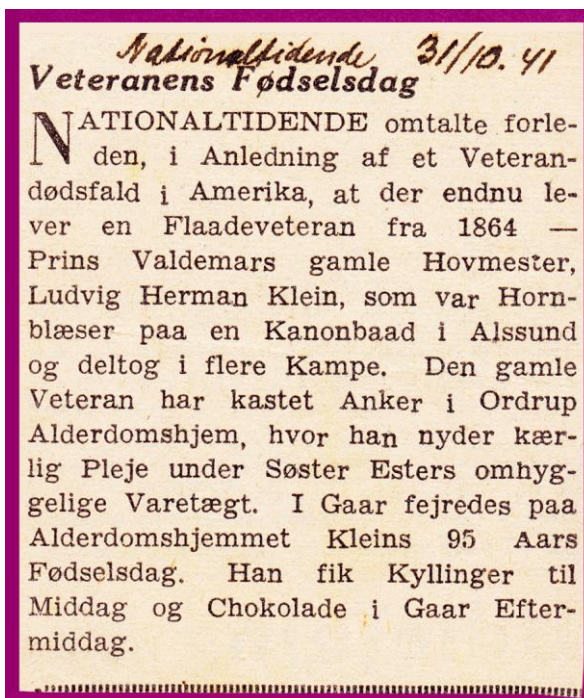 Nationaltidende 31/10. 41
Veteranens Fødselsdag
NATIONALTIDENDE omtalte forle-
den, i Anledning af et Veteran-
dødsfald i Amerika, at der endnu le-
ver en Flaadeveteran fra 1864 —
Prins Valdemars gamle Hovmester,
Ludvig Herman Klein, som var Horn-
blæser paa en Kanonbaad i Alssund
og deltog i flere Kampe. Den gamle
Veteran har kastet Anker i Ordrup
Alderdomshjem, hvor han nyder kær-
lig Pleje under Søster Esters omhyg-
gelige Varetægt. I Gaar fejredes paa
Alderdomshjemmet Kleins 95 Aars
Fødselsdag. Han fik Kyllinger til
Middag og Chokolade i Gaar Efter-
middag.